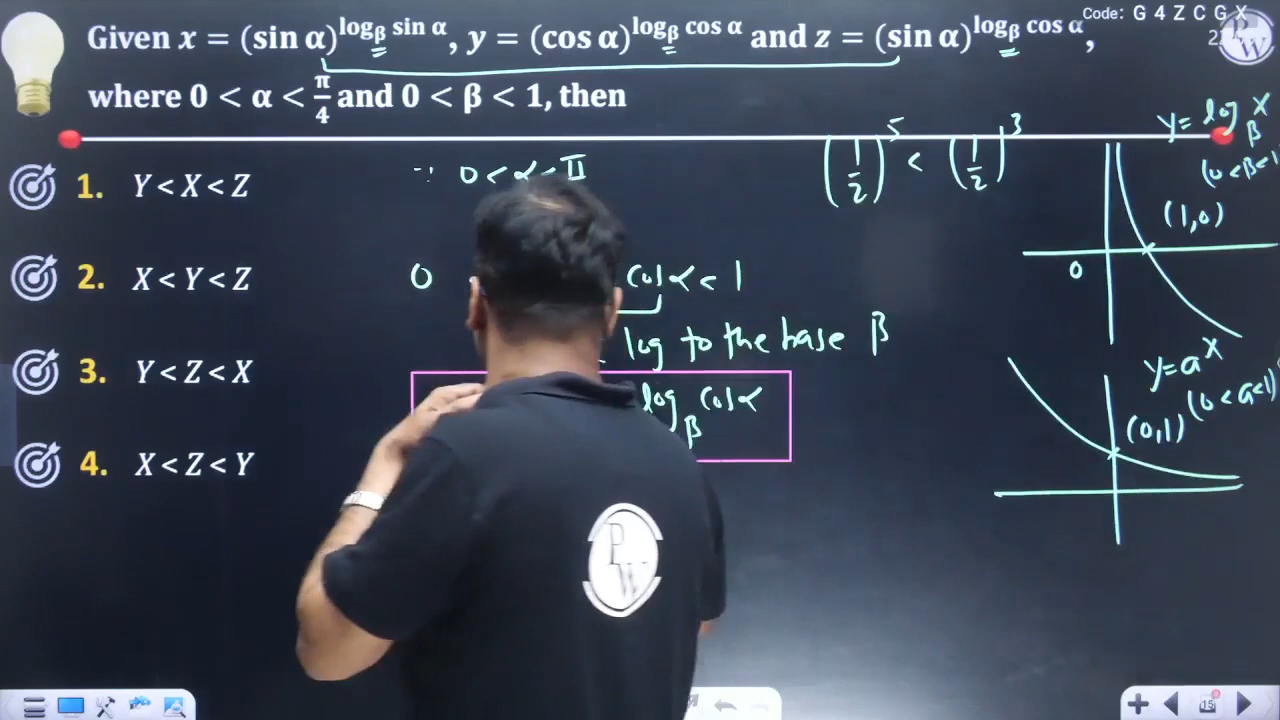 Code: G 4 Z C G X
Given x = (sin α)^log_β sin α, y = (cos α)^log_β cos α and z = (sin α)^log_β cos α,
where 0 < α < π/4 and 0 < β < 1, then
1. Y < X < Z
2. X < Y < Z
3. Y < Z < X
4. X < Z < Y
∵ 0 < α < π
0
cos α < 1
log to the base β
log_β cos α
(1/2)^5 < (1/2)^3
y = log_β x
(0 < β < 1
(1,0)
0
y = a^x
(0 < a < 1)
(0,1)
PW
15